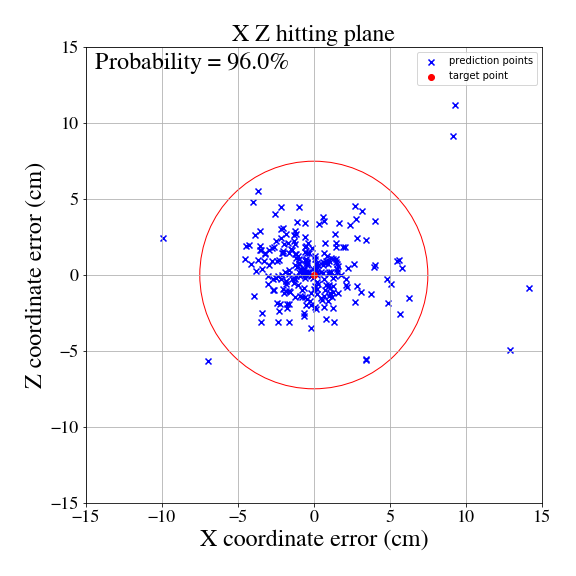 X Z hitting plane
Probability = 96.0%
prediction points
target point
15
10
5
0
−5
−10
−15
Z coordinate error (cm)
−15 −10 −5 0 5 10 15
X coordinate error (cm)